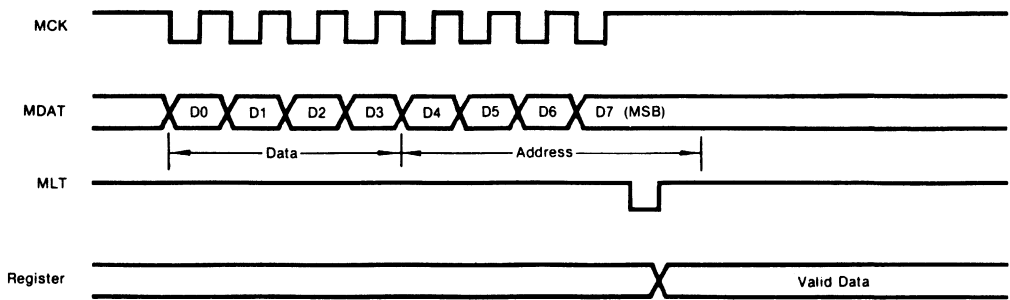 MCK
MDAT D0 D1 D2 D3 D4 D5 D6 D7 (MSB)
Data Address
MLT
Register Valid Data